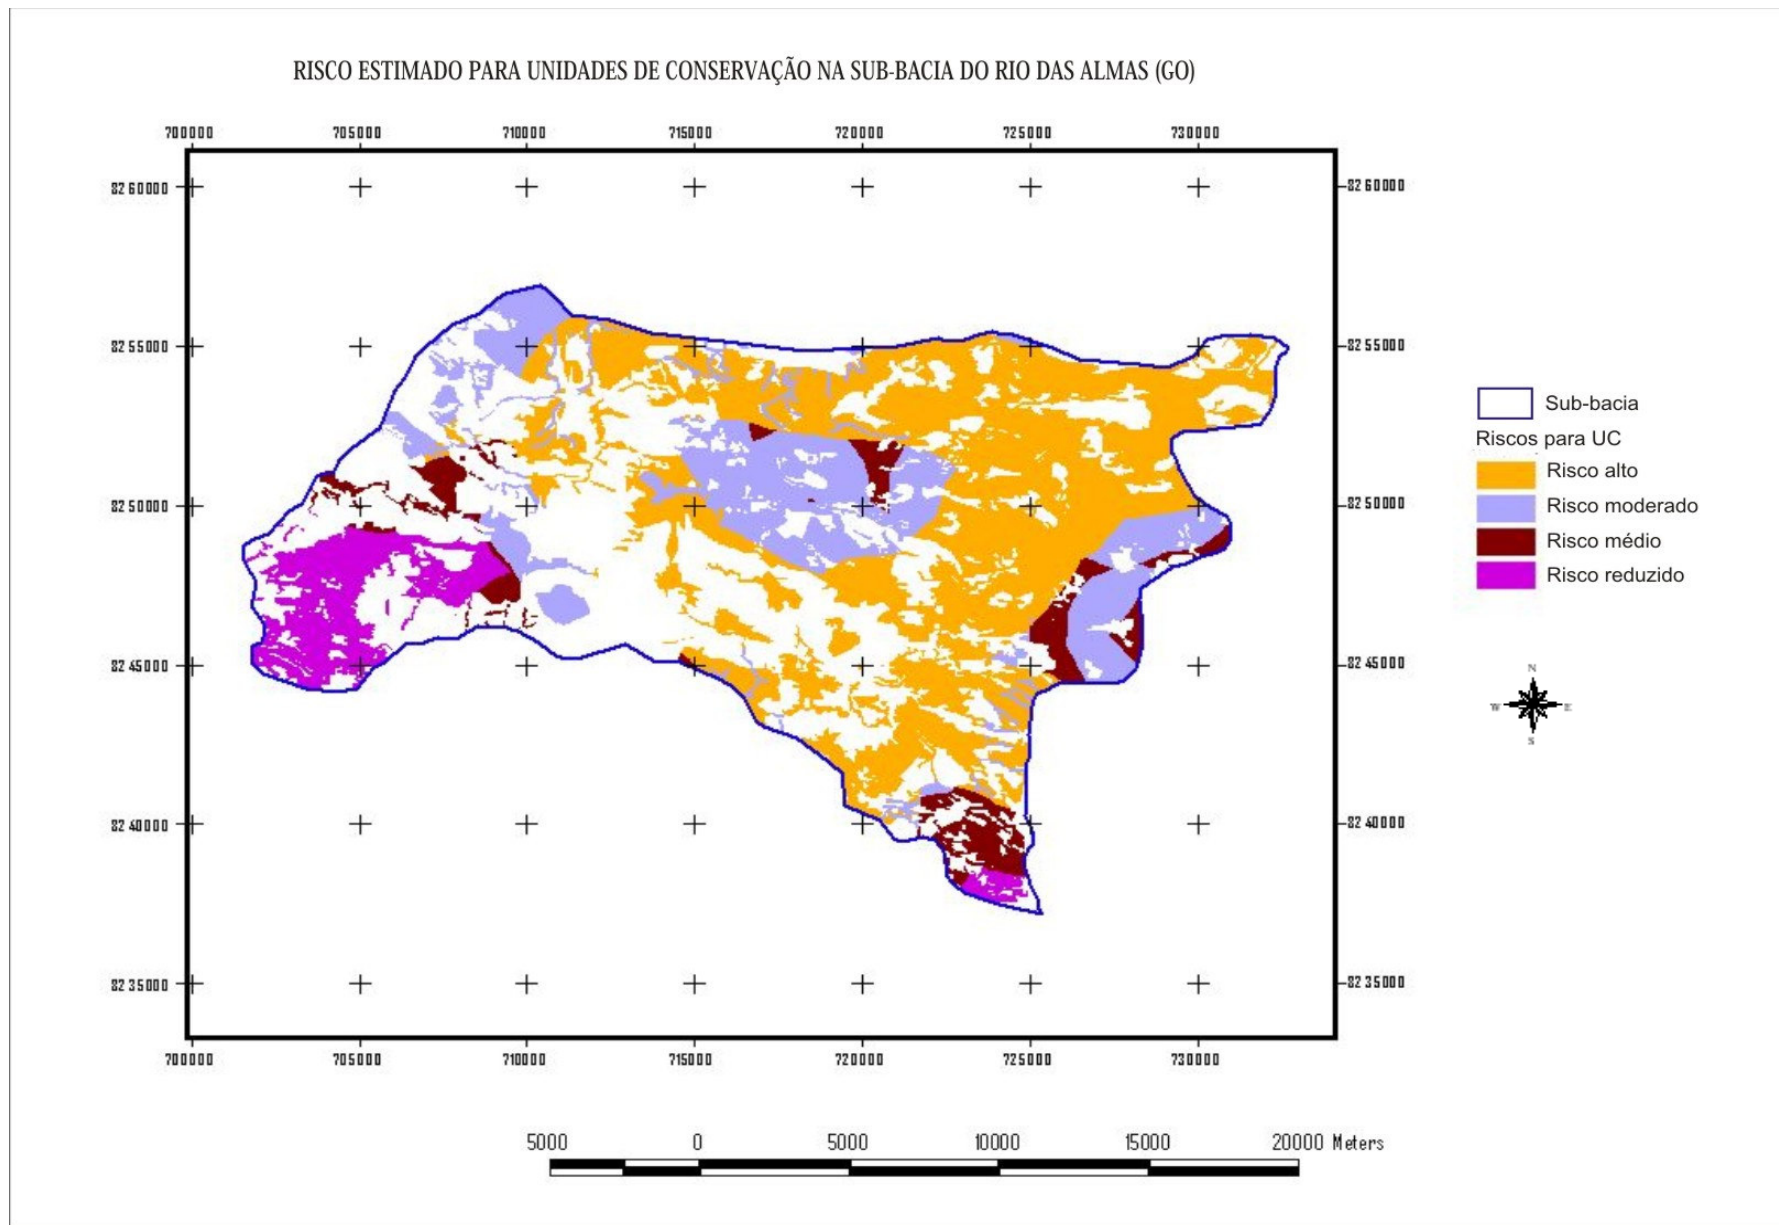 RISCO ESTIMADO PARA UNIDADES DE CONSERVAÇÃO NA SUB-BACIA DO RIO DAS ALMAS (GO)
700000 705000 710000 715000 720000 725000 730000
8260000 8260000
8255000 8255000
8250000 8250000
8245000 8245000
8240000 8240000
8235000 8235000
700000 705000 710000 715000 720000 725000 730000
Sub-bacia
Riscos para UC
Risco alto
Risco moderado
Risco médio
Risco reduzido
N
W E
S
5000 0 5000 10000 15000 20000 Meters